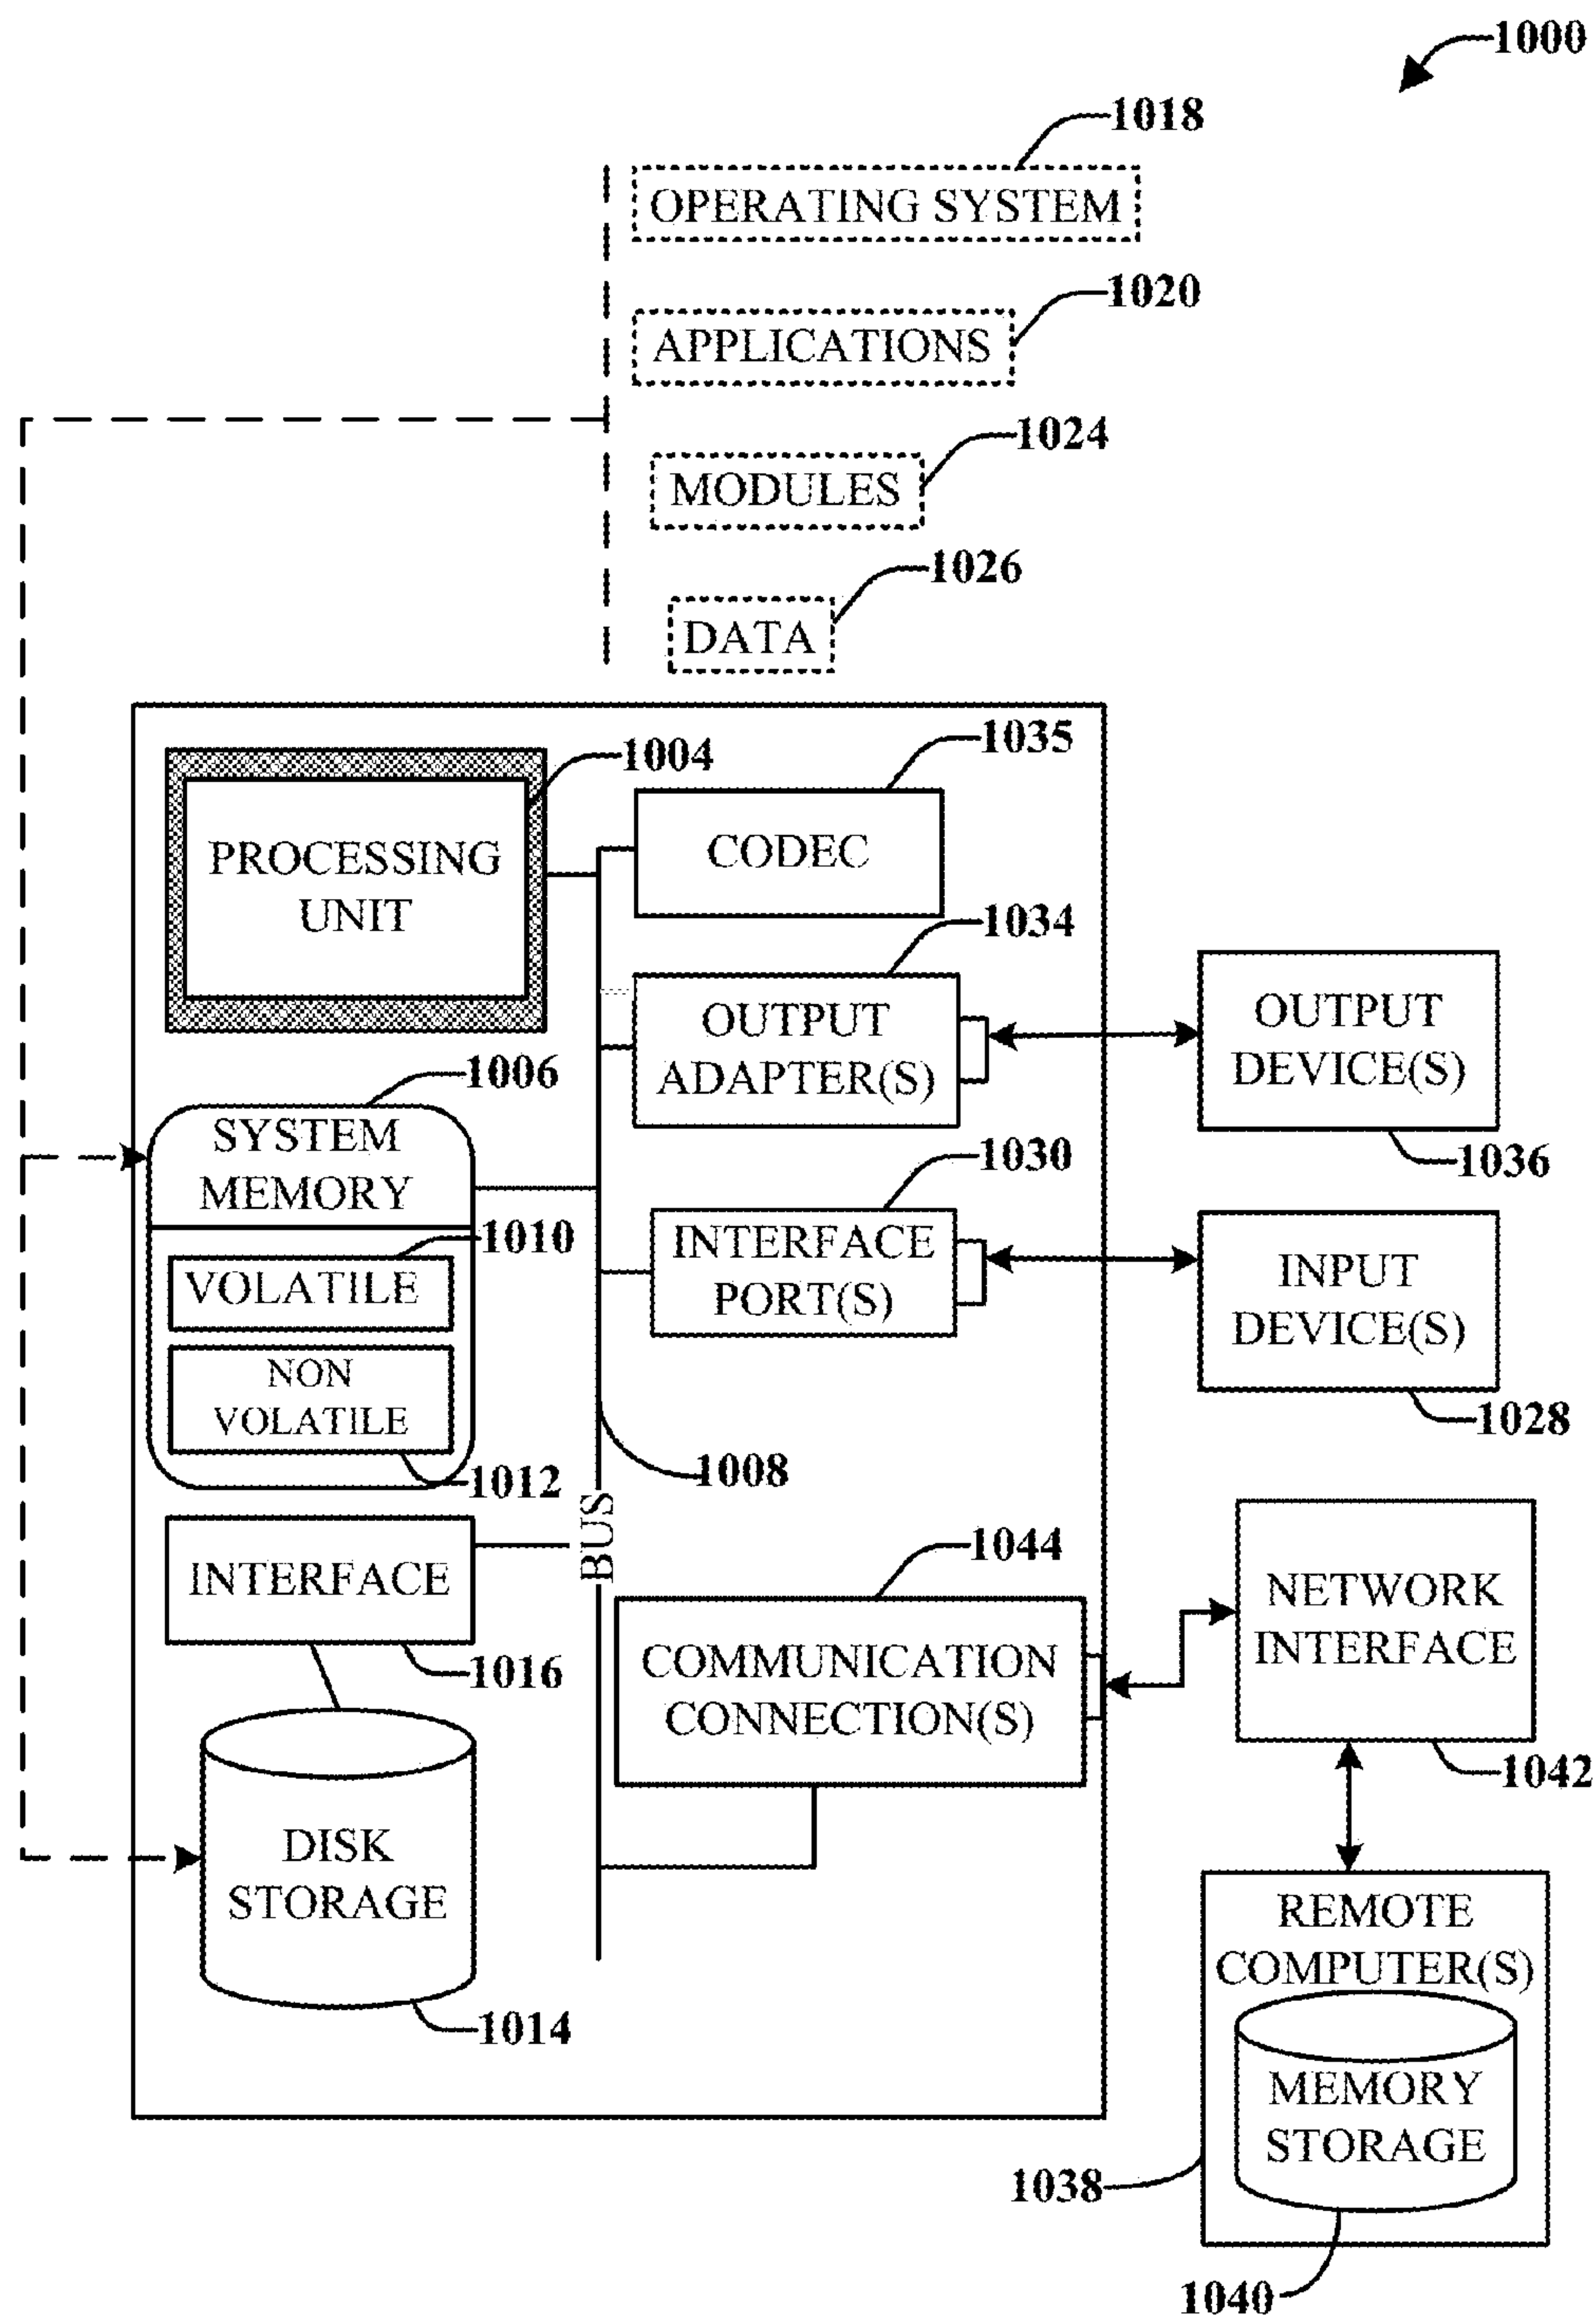 1000
1018
OPERATING SYSTEM
1020
APPLICATIONS
1024
MODULES
1026
DATA
1035
1004
CODEC
PROCESSING
UNIT
1034
OUTPUT
ADAPTER(S)
OUTPUT
DEVICE(S)
1036
1006
SYSTEM
MEMORY
1030
INTERFACE
PORT(S)
1010
VOLATILE
NON
VOLATILE
1012
INPUT
DEVICE(S)
1028
1008
BUS
INTERFACE
1016
1044
COMMUNICATION
CONNECTION(S)
NETWORK
INTERFACE
1042
DISK
STORAGE
1014
REMOTE
COMPUTER(S)
MEMORY
STORAGE
1038
1040